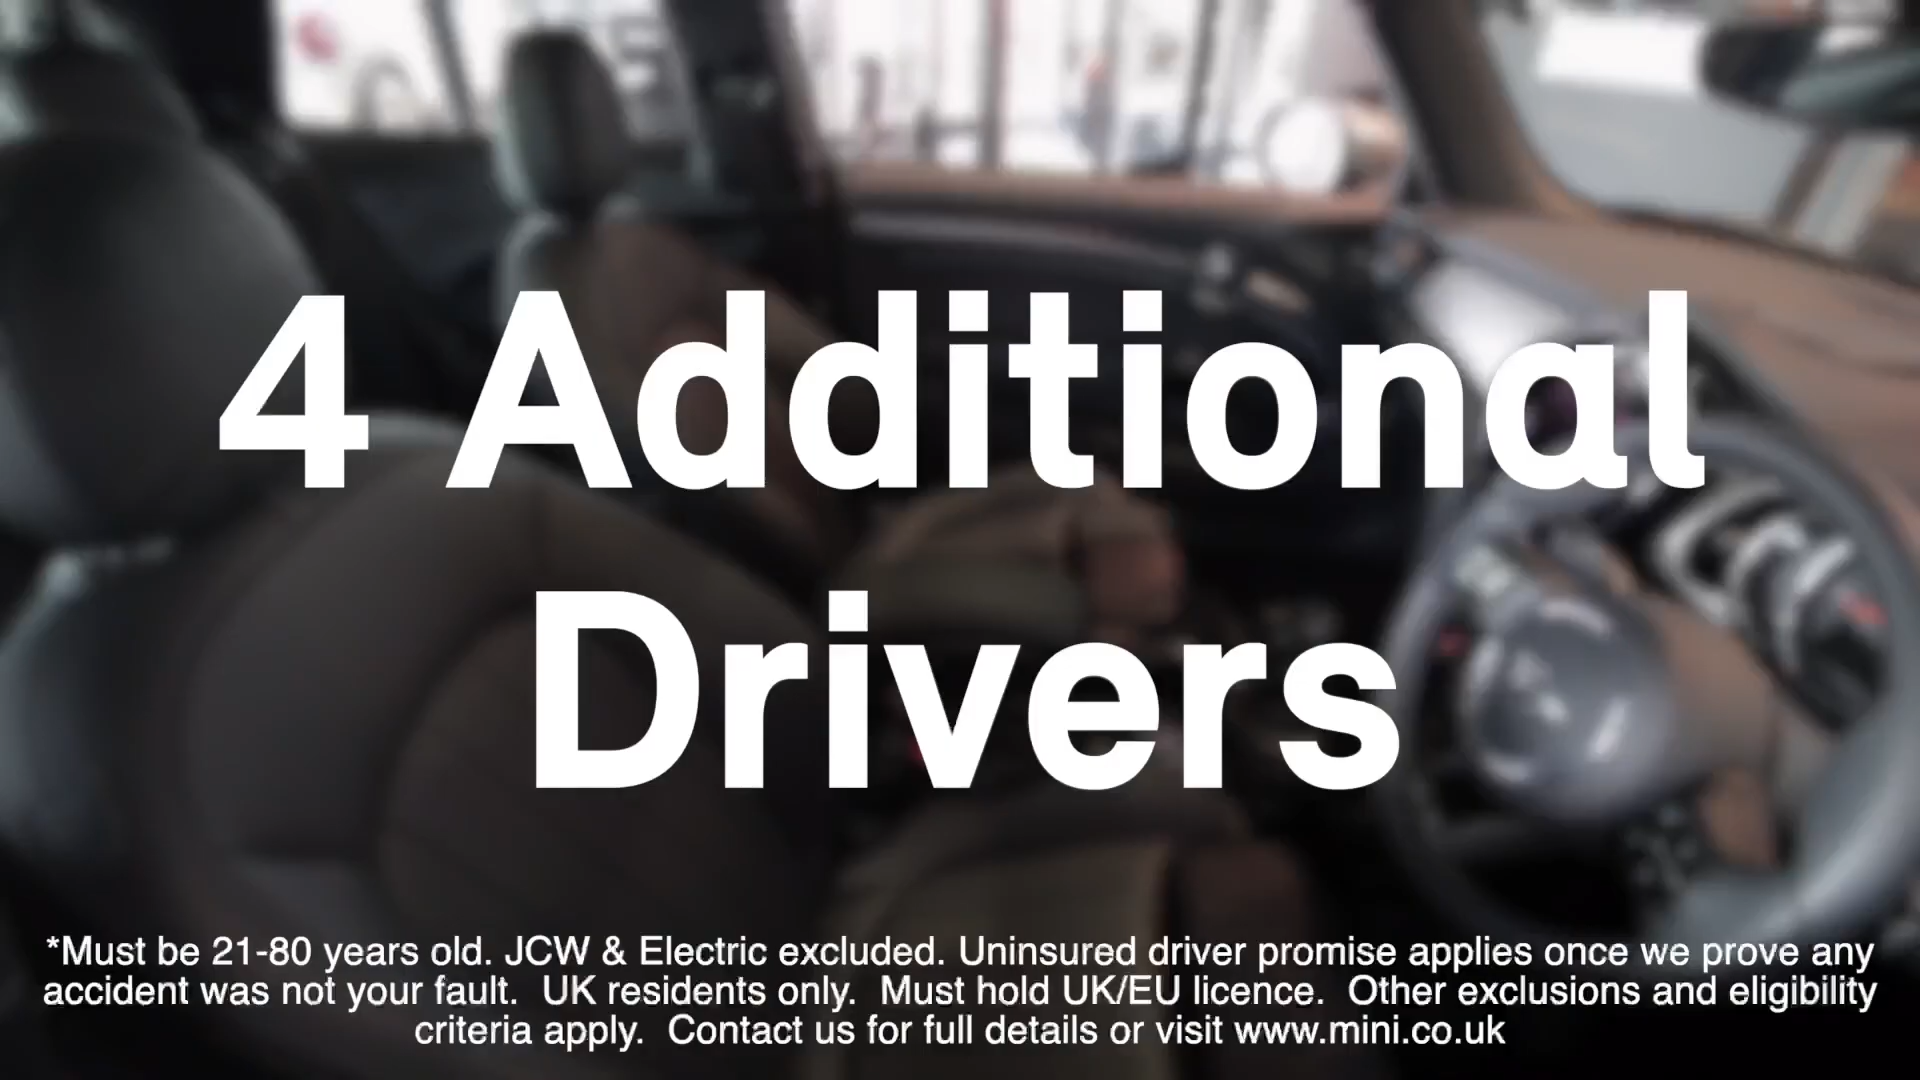 4 Additional
Drivers
*Must be 21-80 years old. JCW & Electric excluded. Uninsured driver promise applies once we prove any
accident was not your fault.  UK residents only.  Must hold UK/EU licence.  Other exclusions and eligibility
criteria apply.  Contact us for full details or visit www.mini.co.uk